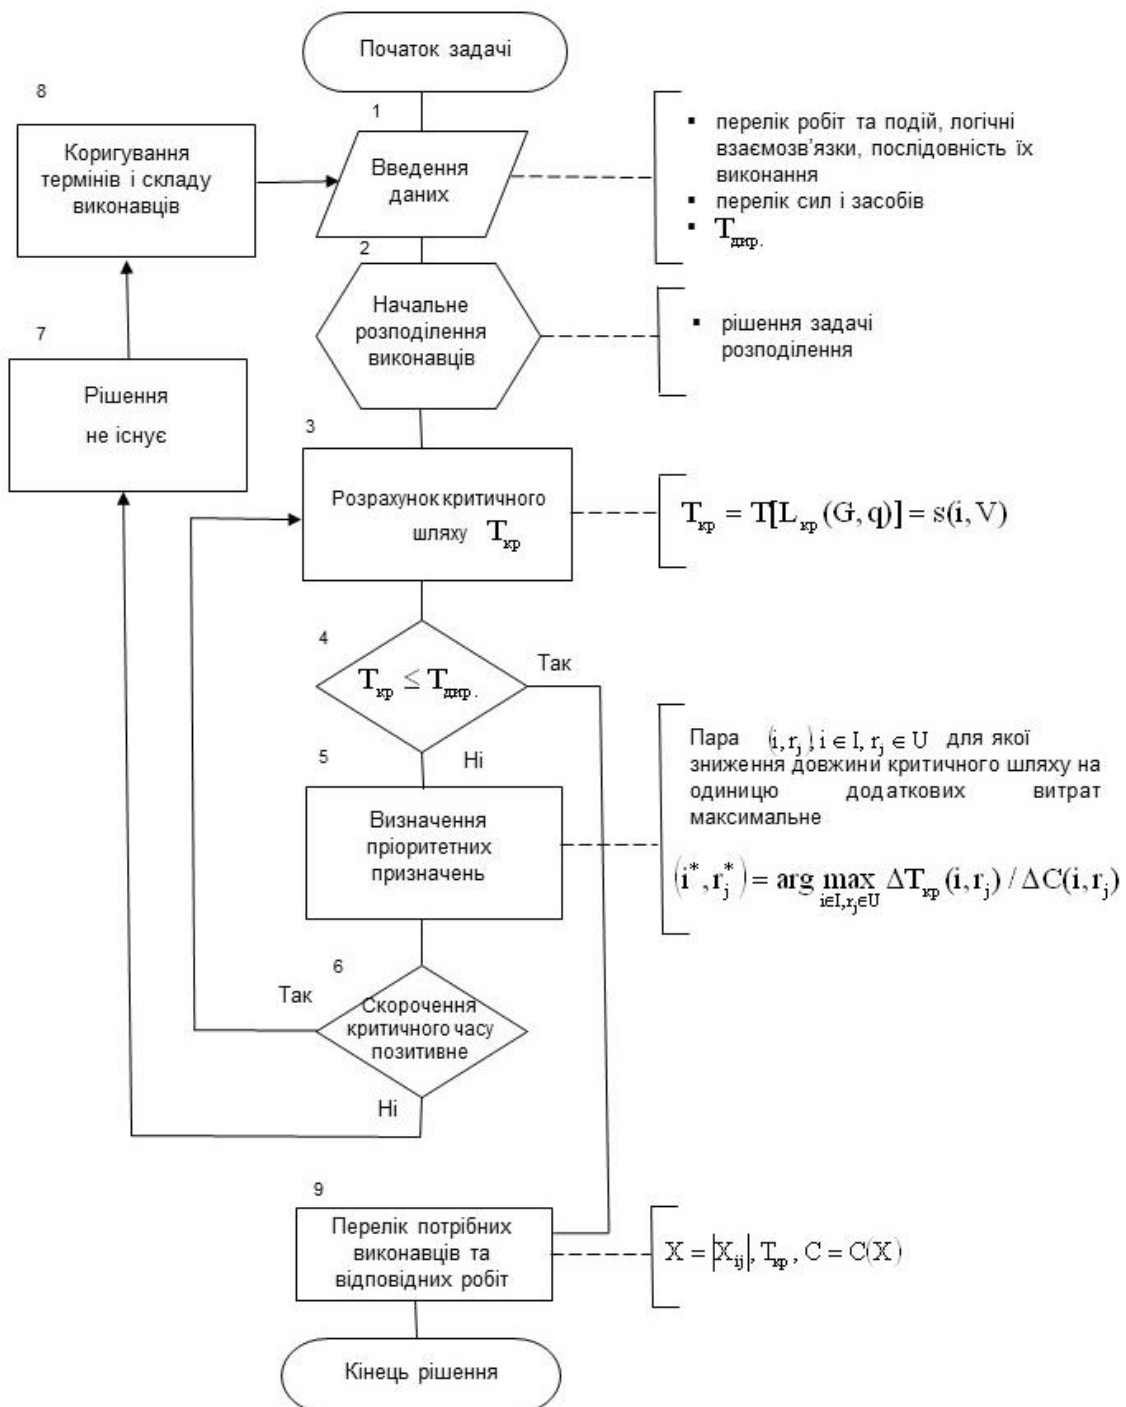 Початок задачі
8
1
Коригування
термінів і складу
виконавців
Введення
даних
▪ перелік робіт та подій, логічні
взаємозв’язки, послідовність їх
виконання
▪ перелік сил і засобів
▪ Tдир.
2
Начальне
розподілення
виконавців
▪ рішення задачі
розподілення
7
Рішення
не існує
3
Розрахунок критичного
шляху Tкр
Tкр = T[Lкр (G, q)] = s(i, V)
4
Tкр ≤ Tдир.
Так
Ні
5
Визначення
пріоритетних
призначень
Пара (i, rj), i ∈ I, rj ∈ U для якої
зниження довжини критичного шляху на
одиницю додаткових витрат
максимальне
(i*, rj*) = arg max ΔTкр (i, rj) / ΔC(i, rj)
i∈I, rj∈U
6
Так
Скорочення
критичного часу
позитивне
Ні
9
Перелік потрібних
виконавців та
відповідних робіт
X = |Xij|, Tкр, C = C(X)
Кінець рішення